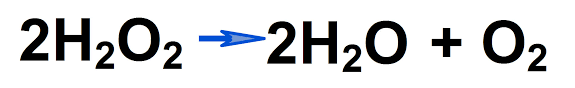 2H₂O₂ → 2H₂O + O₂